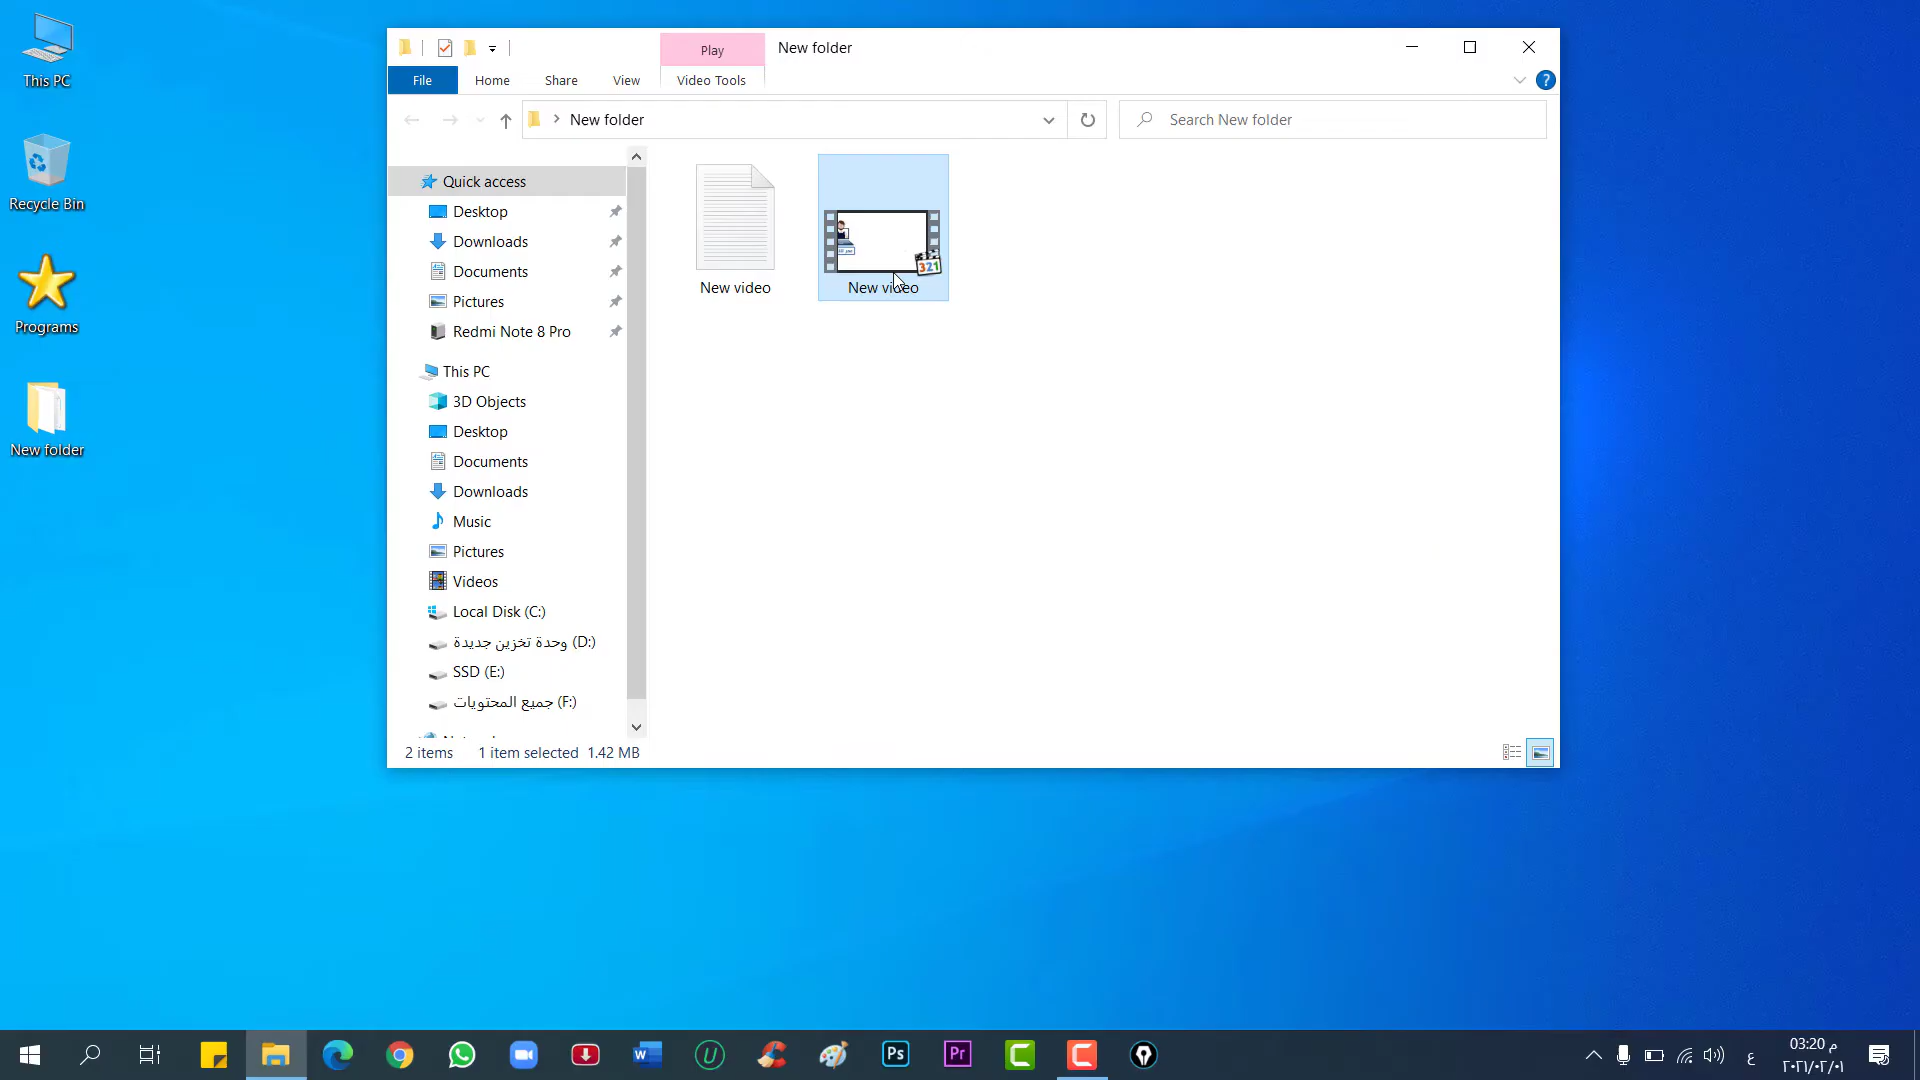 This PC
Recycle Bin
Programs
New folder
Play
New folder
File
Home
Share
View
Video Tools
?
New folder
Search New folder
Quick access
Desktop
Downloads
Documents
Pictures
Redmi Note 8 Pro
This PC
3D Objects
Desktop
Documents
Downloads
Music
Pictures
Videos
Local Disk (C:)
وحدة تخزين جديدة (D:)
SSD (E:)
جميع المحتويات (F:)
New video
321
New video
2 items
1 item selected
1.42 MB
W
U
Ps
Pr
C
C
ع
03:20 م
٢٠٢١/٠٢/٠١